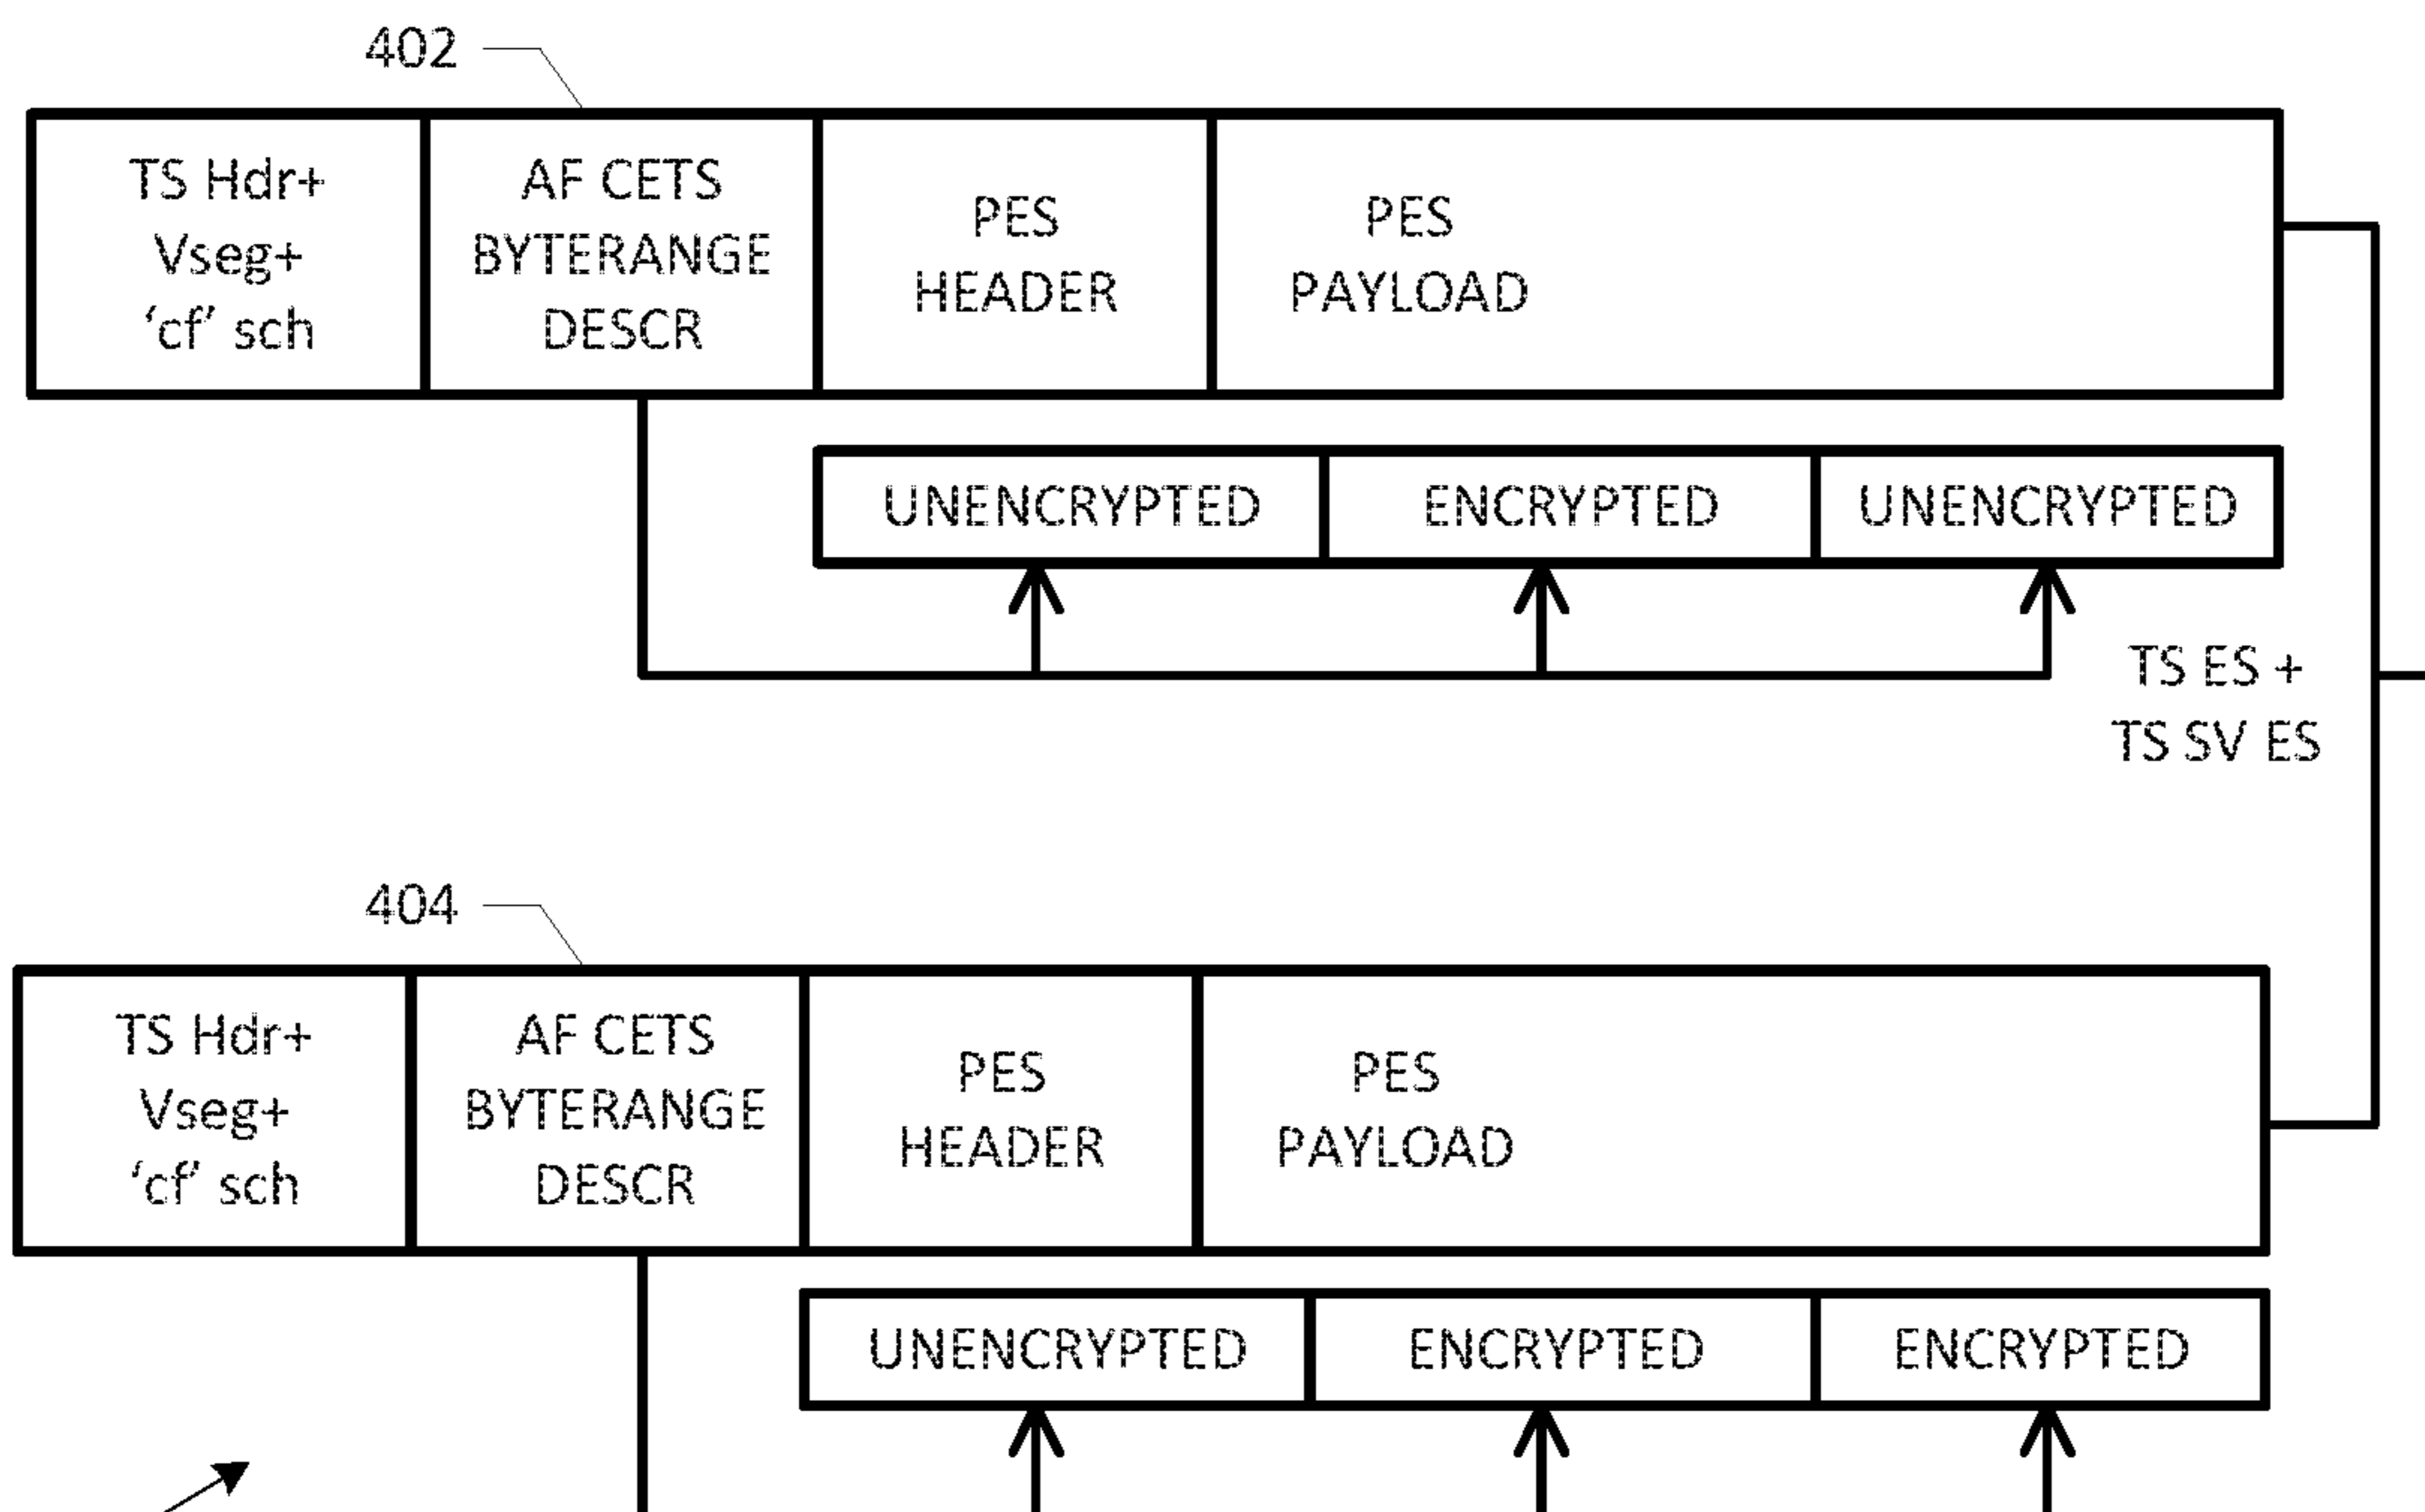 402
TS Hdr+
Vseg+
‘cf’ sch
AF CETS
BYTERANGE
DESCR
PES
HEADER
PES
PAYLOAD
UNENCRYPTED
ENCRYPTED
UNENCRYPTED
TS ES +
TS SV ES
404
TS Hdr+
Vseg+
‘cf’ sch
AF CETS
BYTERANGE
DESCR
PES
HEADER
PES
PAYLOAD
UNENCRYPTED
ENCRYPTED
ENCRYPTED